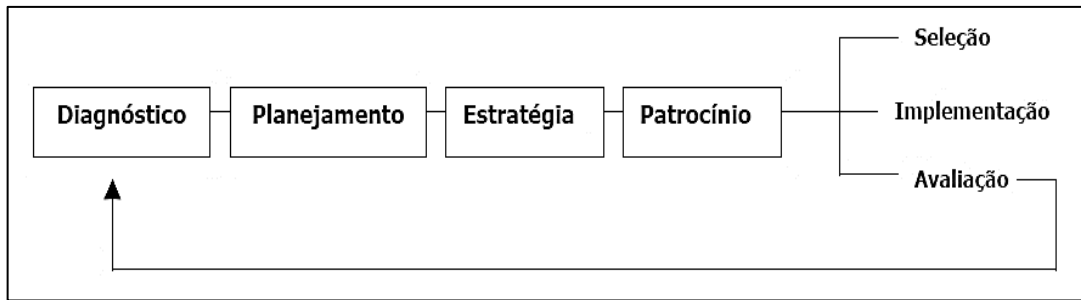 Seleção
Diagnóstico
Planejamento
Estratégia
Patrocínio
Implementação
Avaliação